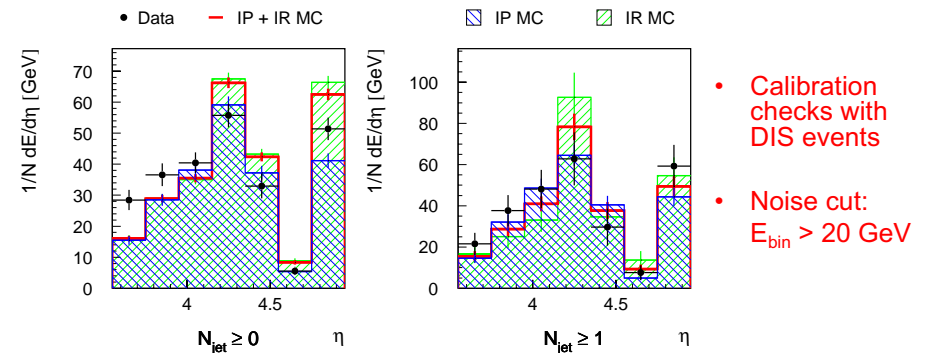 Data IP + IR MC IP MC IR MC
1/N dE/dη [GeV]
70
60
50
40
30
20
10
0
4 4.5
N_jet ≥ 0 η
1/N dE/dη [GeV]
100
80
60
40
20
0
4 4.5
N_jet ≥ 1 η
• Calibration
checks with
DIS events
• Noise cut:
E_bin > 20 GeV